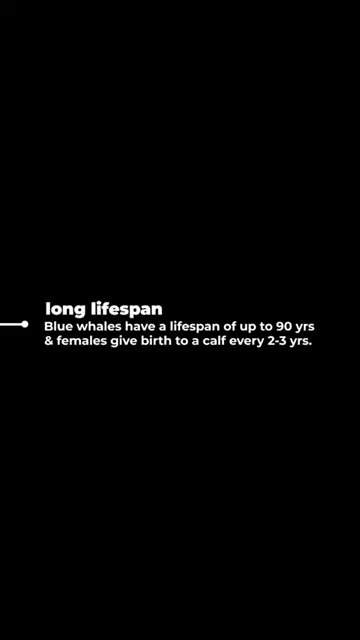 long lifespan
Blue whales have a lifespan of up to 90 yrs
& females give birth to a calf every 2-3 yrs.